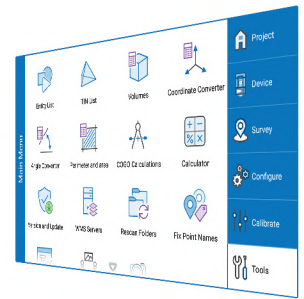 Main Menu
Entity List
TIN List
Volumes
Coordinate Converter
Angle Converter
Perimeter and area
COGO Calculations
Calculator
Version and Update
WMS Servers
Rescan Folders
Fix Point Names
Project
Device
Survey
Configure
Calibrate
Tools